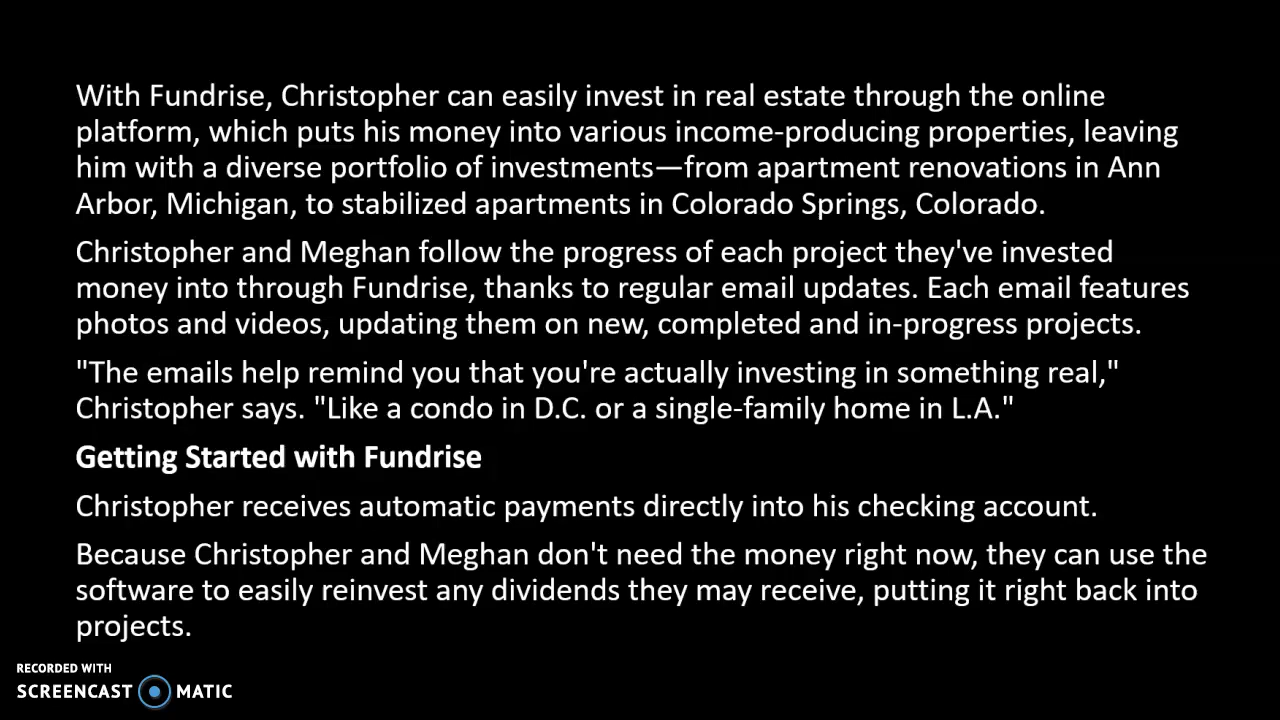 With Fundrise, Christopher can easily invest in real estate through the online
platform, which puts his money into various income-producing properties, leaving
him with a diverse portfolio of investments—from apartment renovations in Ann
Arbor, Michigan, to stabilized apartments in Colorado Springs, Colorado.
Christopher and Meghan follow the progress of each project they've invested
money into through Fundrise, thanks to regular email updates. Each email features
photos and videos, updating them on new, completed and in-progress projects.
"The emails help remind you that you're actually investing in something real,"
Christopher says. "Like a condo in D.C. or a single-family home in L.A."
Getting Started with Fundrise
Christopher receives automatic payments directly into his checking account.
Because Christopher and Meghan don't need the money right now, they can use the
software to easily reinvest any dividends they may receive, putting it right back into
projects.
RECORDED WITH
SCREENCAST MATIC